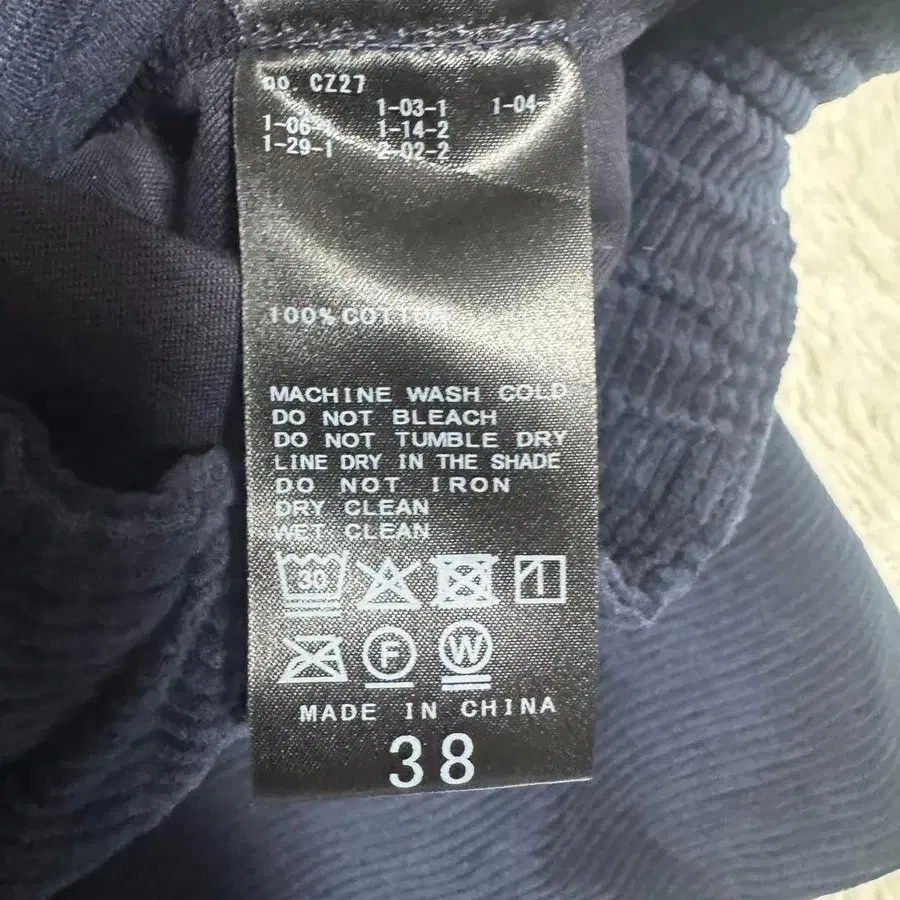 no. CZ27
1-03-1 1-04-
1-06-
1-14-2
1-29-1 2-02-2
100% COTTON
MACHINE WASH COLD
DO NOT BLEACH
DO NOT TUMBLE DRY
LINE DRY IN THE SHADE
DO NOT IRON
DRY CLEAN
WET CLEAN
30
F W
MADE IN CHINA
38